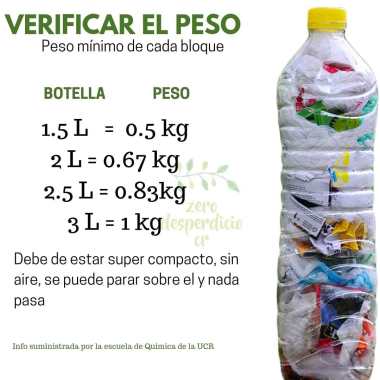 VERIFICAR EL PESO
Peso mínimo de cada bloque
BOTELLA PESO
1.5 L = 0.5 kg
2 L = 0.67 kg
2.5 L = 0.83kg
3 L = 1 kg
zero
desperdicio
cr
Debe de estar super compacto, sin
aire, se puede parar sobre el y nada
pasa
Info suministrada por la escuela de Quimica de la UCR